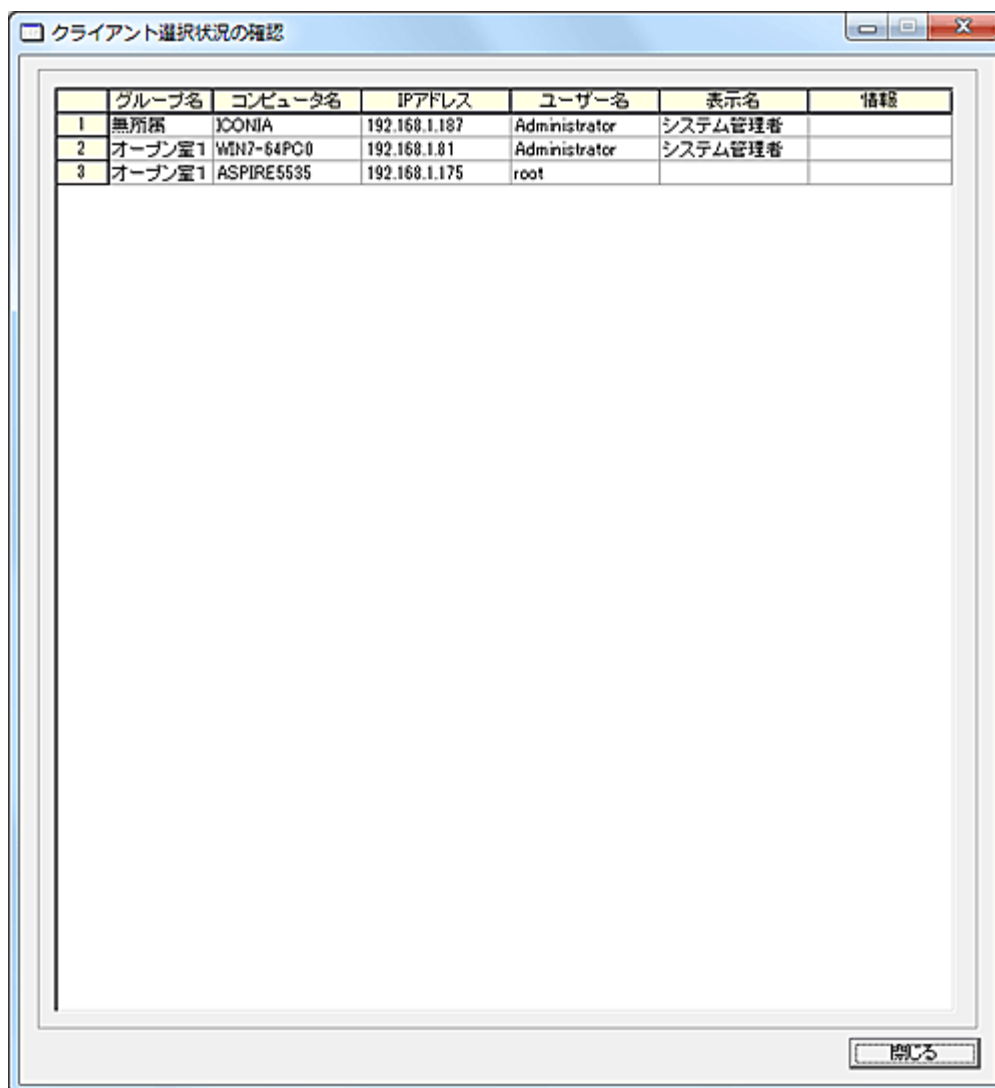 クライアント選択状況の確認
グループ名 コンピュータ名 IPアドレス ユーザー名 表示名 情報
1 無所属 ICONIA 192.168.1.187 Administrator システム管理者
2 オープン室1 WIN7-64PC0 192.168.1.81 Administrator システム管理者
3 オープン室1 ASPIRE5535 192.168.1.175 root
閉じる